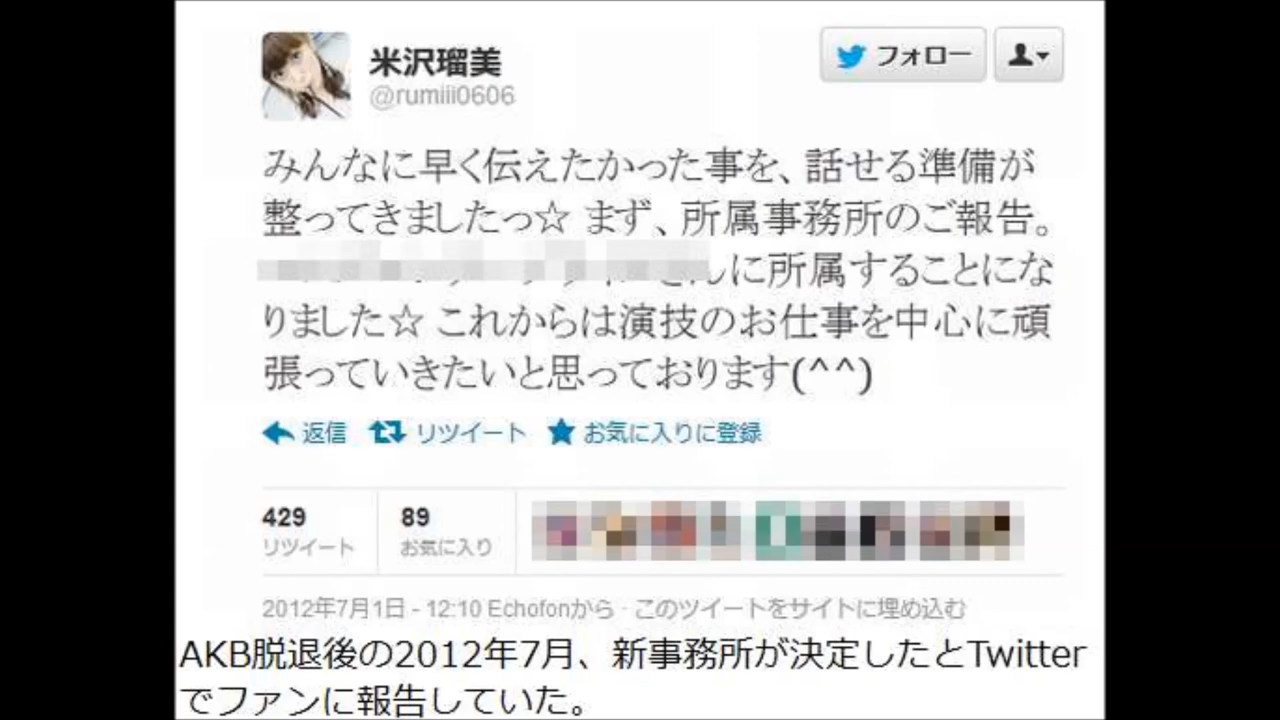 米沢瑠美
@rumiii0606
フォロー
みんなに早く伝えたかった事を、話せる準備が
整ってきましたっ☆ まず、所属事務所のご報告。
さんに所属することにな
りました☆ これからは演技のお仕事を中心に頑
張っていきたいと思っております(^^)
返信 リツイート お気に入りに登録
429 89
リツイート お気に入り
2012年7月1日 - 12:10 Echofonから · このツイートをサイトに埋め込む
AKB脱退後の2012年7月、新事務所が決定したとTwitter
でファンに報告していた。